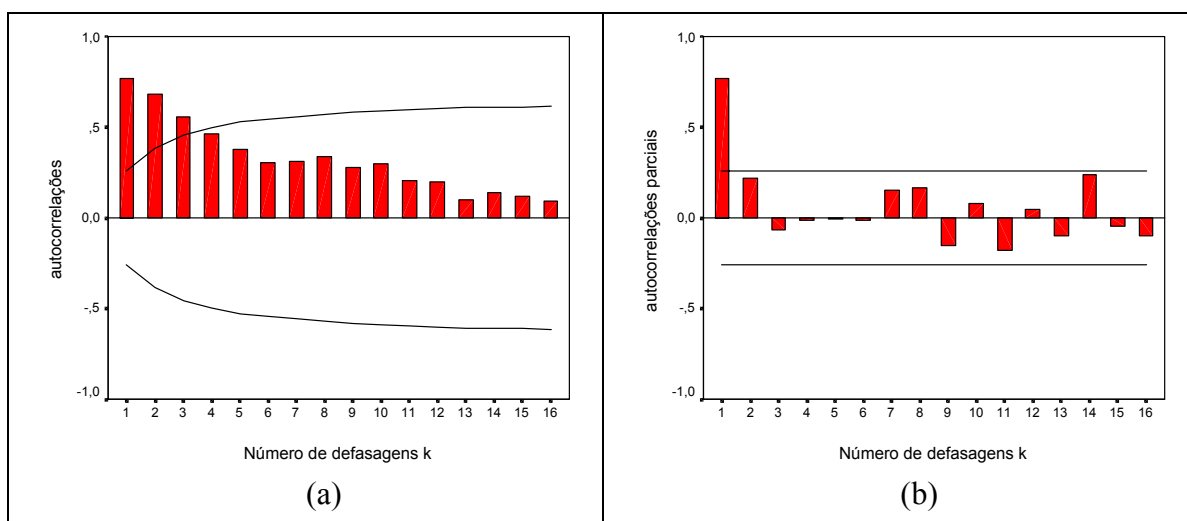 1,0
,5
0,0
-,5
-1,0
autocorrelações
1 2 3 4 5 6 7 8 9 10 11 12 13 14 15 16
Número de defasagens k
(a)
1,0
,5
0,0
-,5
-1,0
autocorrelações parciais
1 2 3 4 5 6 7 8 9 10 11 12 13 14 15 16
Número de defasagens k
(b)